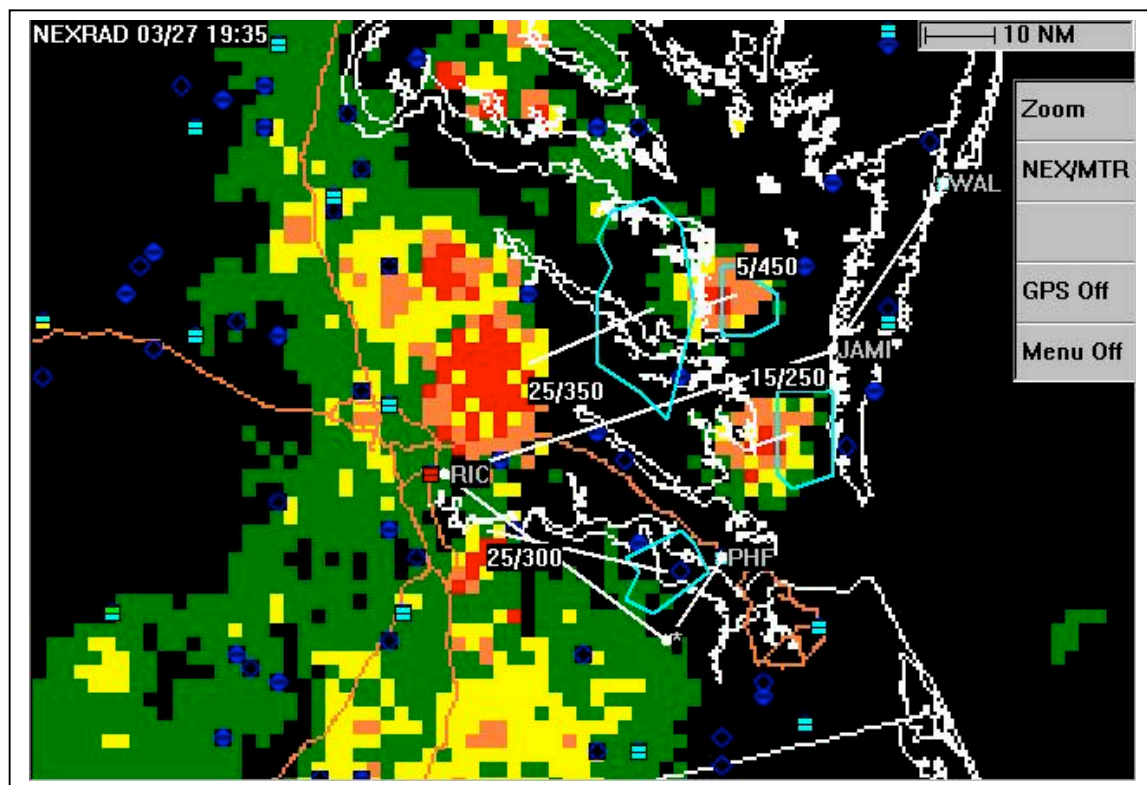 NEXRAD 03/27 19:35
10 NM
Zoom
NEX/MTR
WAL
5/450
GPS Off
JAMI
Menu Off
25/350
15/250
RIC
25/300
PHF
*